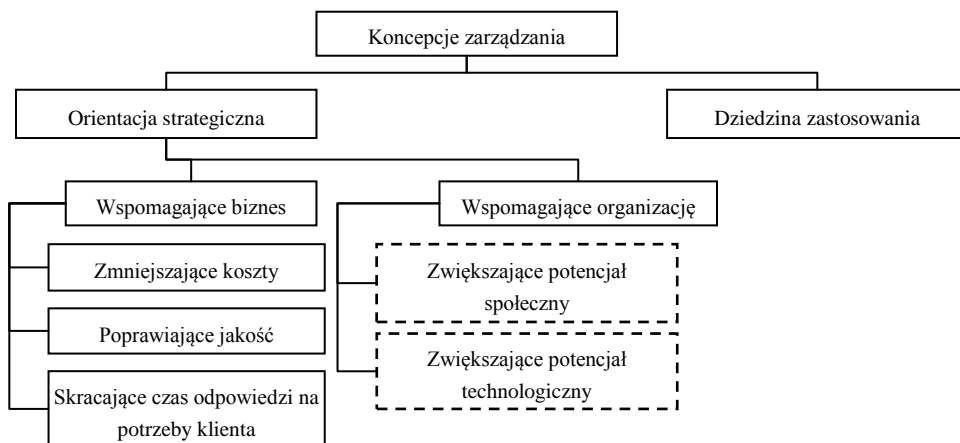 Koncepcje zarządzania
Orientacja strategiczna
Dziedzina zastosowania
Wspomagające biznes
Wspomagające organizację
Zmniejszające koszty
Zwiększające potencjał
społeczny
Poprawiające jakość
Zwiększające potencjał
technologiczny
Skracające czas odpowiedzi na
potrzeby klienta